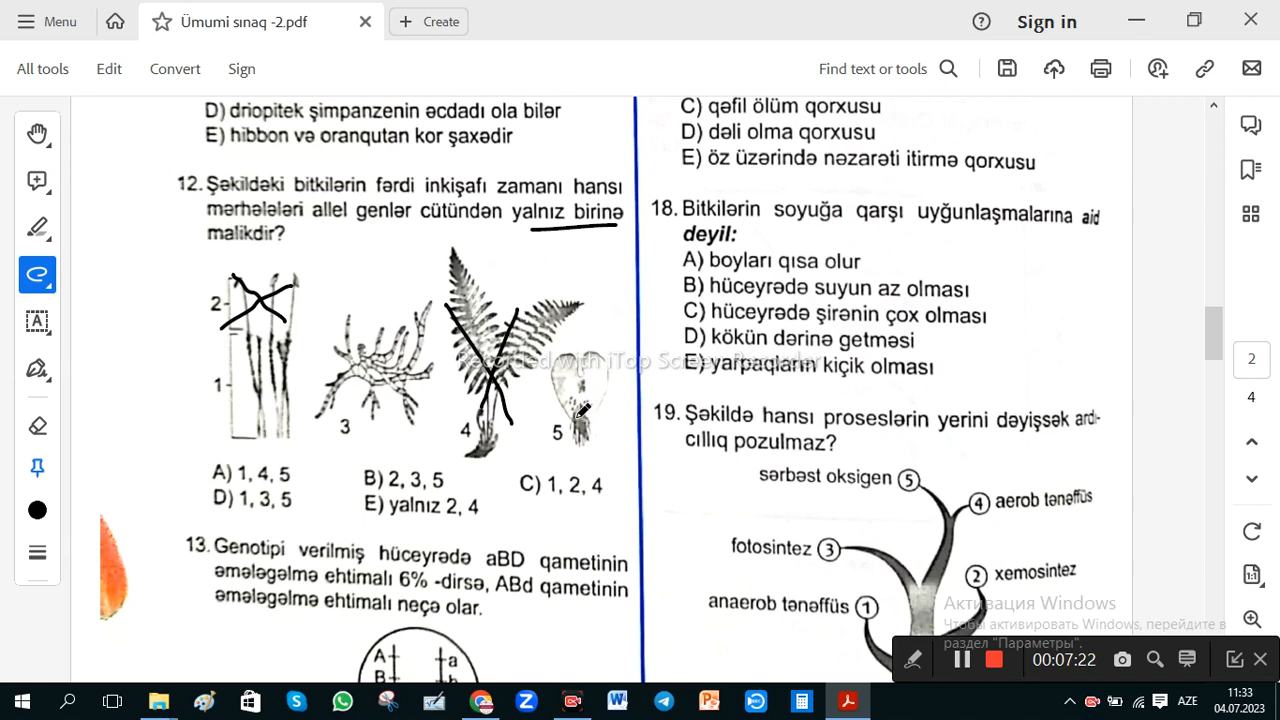 Menu
Ümumi sınaq -2.pdf
Create
Sign in
All tools
Edit
Convert
Sign
Find text or tools
D) driopitek şimpanzenin əcdadı ola bilər
E) hibbon və oranqutan kor şaxədir
12. Şəkildəki bitkilərin fərdi inkişafı zamanı hansı
mərhələləri allel genlər cütündən yalnız birinə
malikdir?
2
1
3
4
5
A) 1, 4, 5
B) 2, 3, 5
C) 1, 2, 4
D) 1, 3, 5
E) yalnız 2, 4
13. Genotipi verilmiş hüceyrədə aBD qametinin
əmələgəlmə ehtimalı 6% -dirsə, ABd qametinin
əmələgəlmə ehtimalı neçə olar.
A
a
B
b
C) qəfil ölüm qorxusu
D) dəli olma qorxusu
E) öz üzərində nəzarəti itirmə qorxusu
18. Bitkilərin soyuğa qarşı uyğunlaşmalarına aid
deyil:
A) boyları qısa olur
B) hüceyrədə suyun az olması
C) hüceyrədə şirənin çox olması
D) kökün dərinə getməsi
E) yarpaqların kiçik olması
19. Şəkildə hansı proseslərin yerini dəyişsək ardı-
cıllıq pozulmaz?
sərbəst oksigen 5
4 aerob tənəffüs
fotosintez 3
2 xemosintez
anaerob tənəffüs 1
Recorded with iTop Screen Recorder
2
4
Активация Windows
Чтобы активировать Windows, перейдите в
раздел "Параметры".
00:07:22
AZE
11:33
04.07.2023